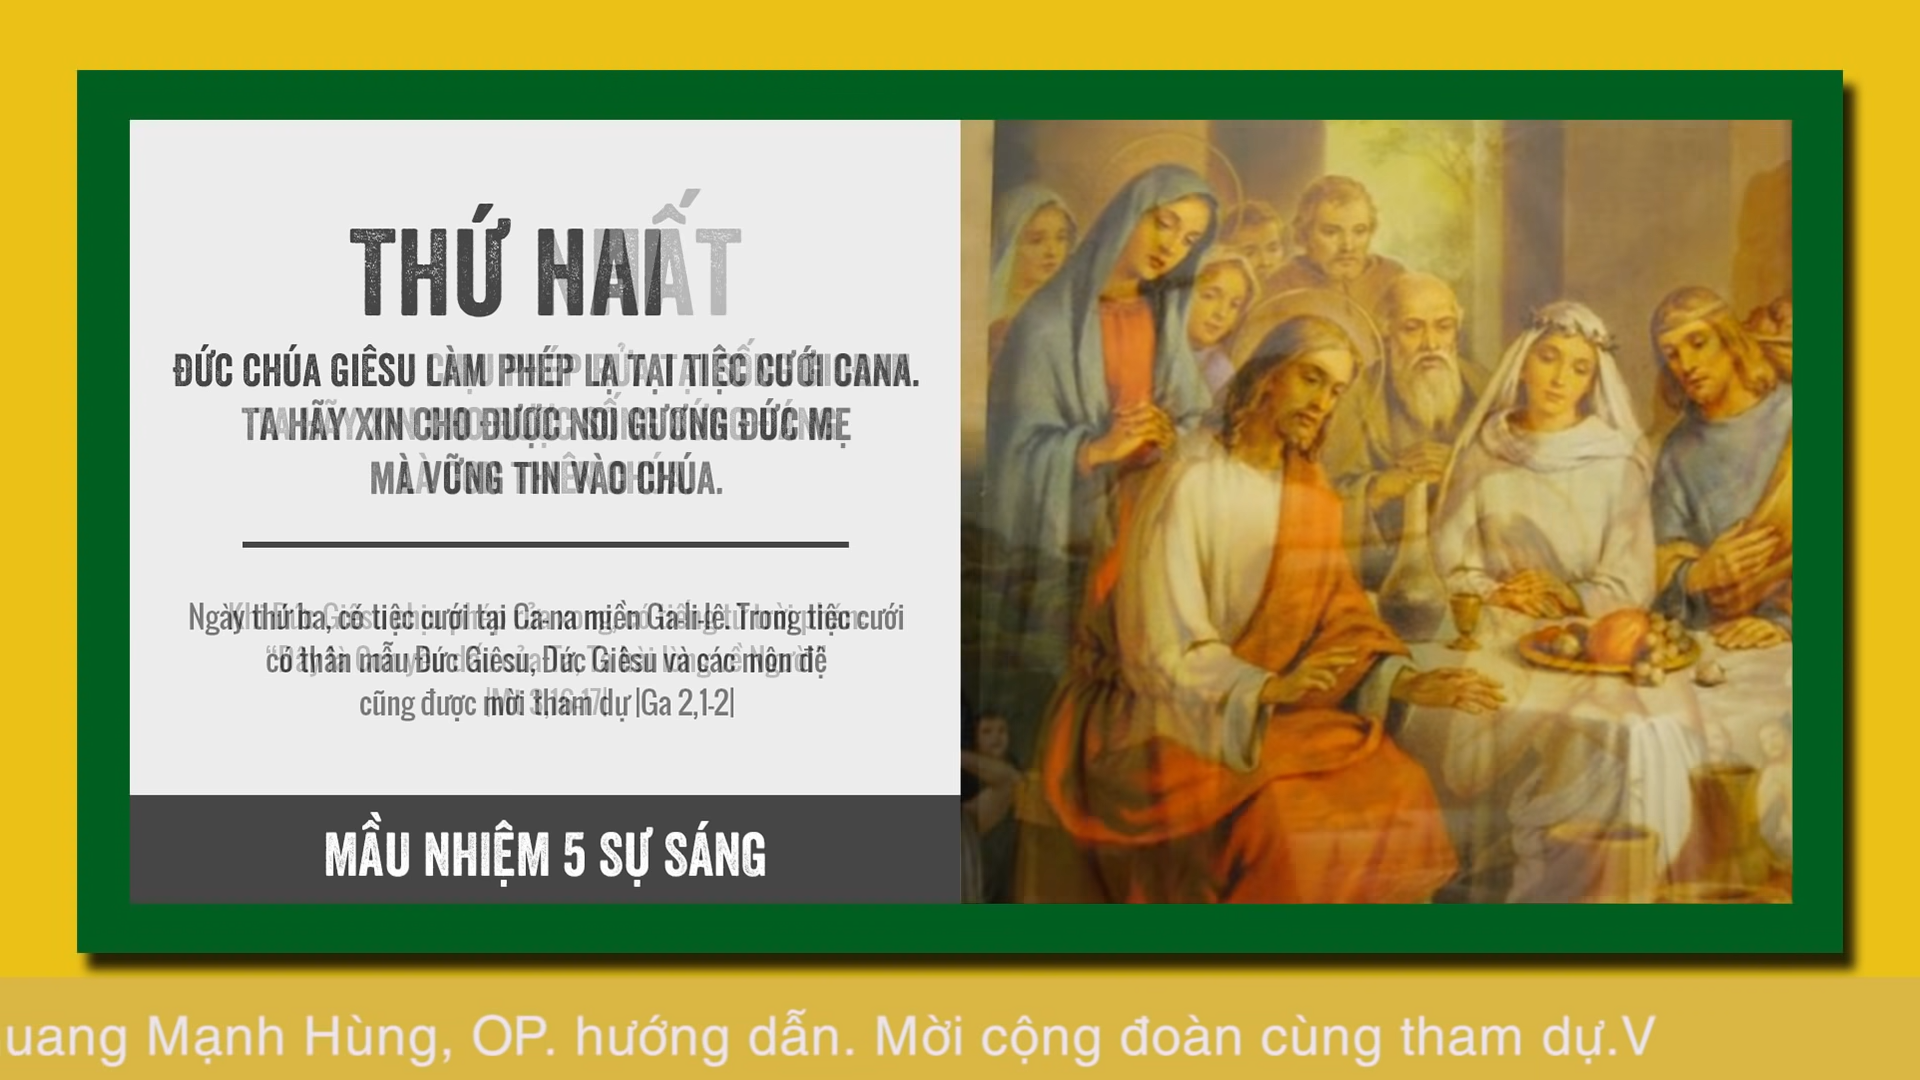 THỨ HAI
ĐỨC CHÚA GIÊSU LÀM PHÉP LẠ TẠI TIỆC CƯỚI CANA.
TA HÃY XIN CHO ĐƯỢC NOI GƯƠNG ĐỨC MẸ
MÀ VỮNG TIN VÀO CHÚA.
Ngày thứ ba, có tiệc cưới tại Ca-na miền Ga-li-lê. Trong tiệc cưới
có thân mẫu Đức Giêsu, Đức Giêsu và các môn đệ
cũng được mời tham dự |Ga 2,1-2|
MẦU NHIỆM 5 SỰ SÁNG
uang Mạnh Hùng, OP. hướng dẫn. Mời cộng đoàn cùng tham dự.V